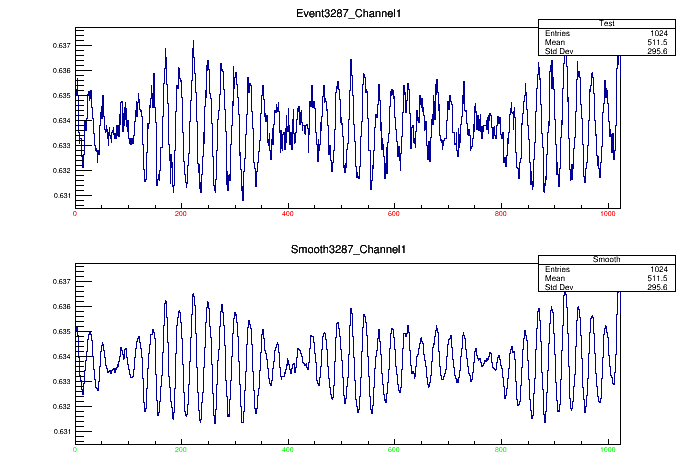 Event3287_Channel1
Test
Entries 1024
Mean 511.5
Std Dev 295.6
0.637
0.636
0.635
0.634
0.633
0.632
0.631
0 200 400 600 800 1000
Smooth3287_Channel1
Smooth
Entries 1024
Mean 511.5
Std Dev 295.6
0.637
0.636
0.635
0.634
0.633
0.632
0.631
0 200 400 600 800 1000